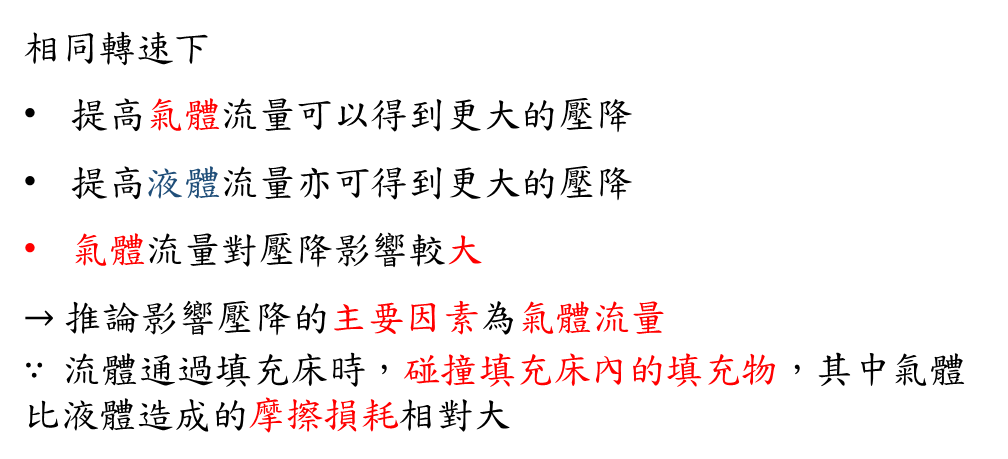 相同轉速下
• 提高氣體流量可以得到更大的壓降
• 提高液體流量亦可得到更大的壓降
• 氣體流量對壓降影響較大
→ 推論影響壓降的主要因素為氣體流量
∵ 流體通過填充床時，碰撞填充床內的填充物，其中氣體
比液體造成的摩擦損耗相對大